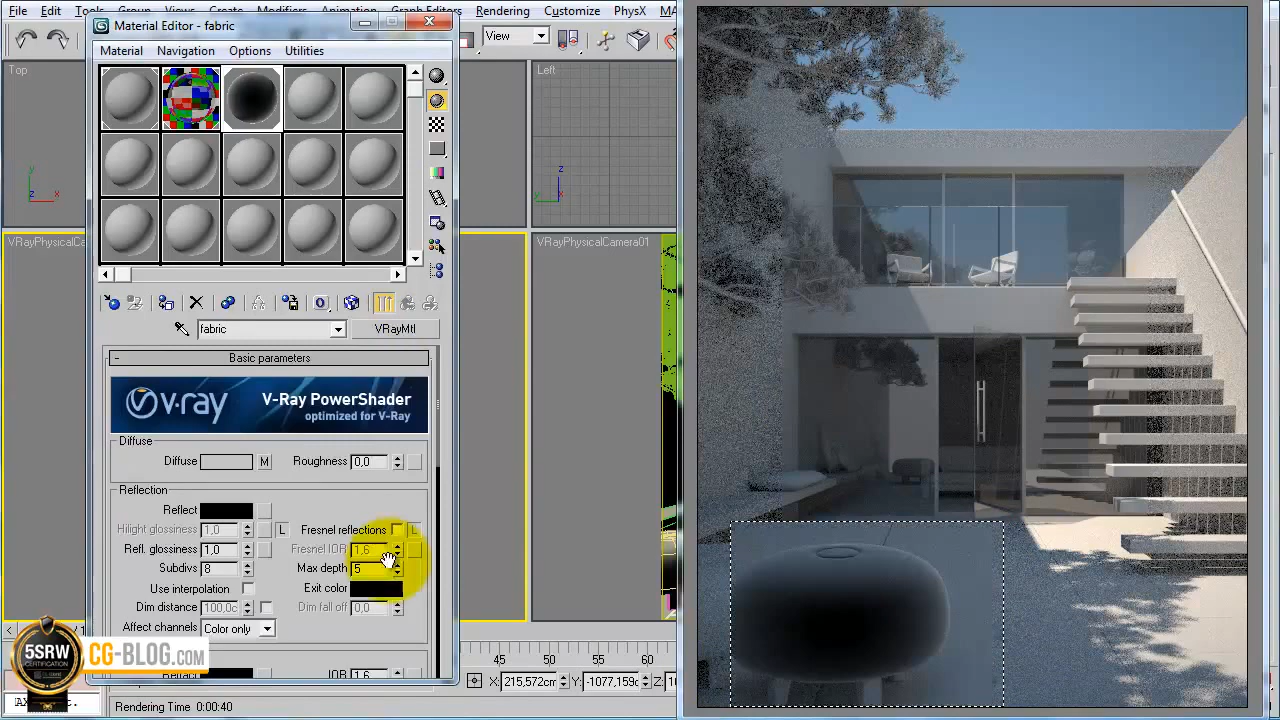 File Edit Tools Group
Graph Editors Rendering Customize PhysX
Material Editor - fabric
Material Navigation Options Utilities
View
Top
Left
VRayPhysicalCa
VRayPhysicalCamera01
y
z x
z
y x
fabric
VRayMtl
- Basic parameters
v·ray
V-Ray PowerShader
optimized for V-Ray
Diffuse
Diffuse M Roughness 0,0
Reflection
Reflect
Hilight glossiness 1,0 L Fresnel reflections L
Refl. glossiness 1,0 Fresnel IOR 1,6
Subdivs 8 Max depth 5
Use interpolation Exit color
Dim distance 100,0c Dim fall off 0,0
Affect channels Color only
Refract IOR 1,6
5SRW
CERTIFICATION
CG-BLOG.COM
45 50 55 60
X: 215,572cm Y: -1077,159c Z:
Rendering Time 0:00:40